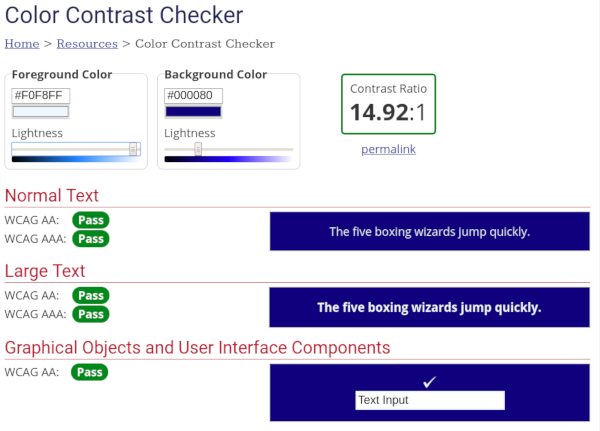 Color Contrast Checker
Home > Resources > Color Contrast Checker
Foreground Color
#F0F8FF
Lightness
Background Color
#000080
Lightness
Contrast Ratio
14.92:1
permalink
Normal Text
WCAG AA: Pass
WCAG AAA: Pass
The five boxing wizards jump quickly.
Large Text
WCAG AA: Pass
WCAG AAA: Pass
The five boxing wizards jump quickly.
Graphical Objects and User Interface Components
WCAG AA: Pass
Text Input